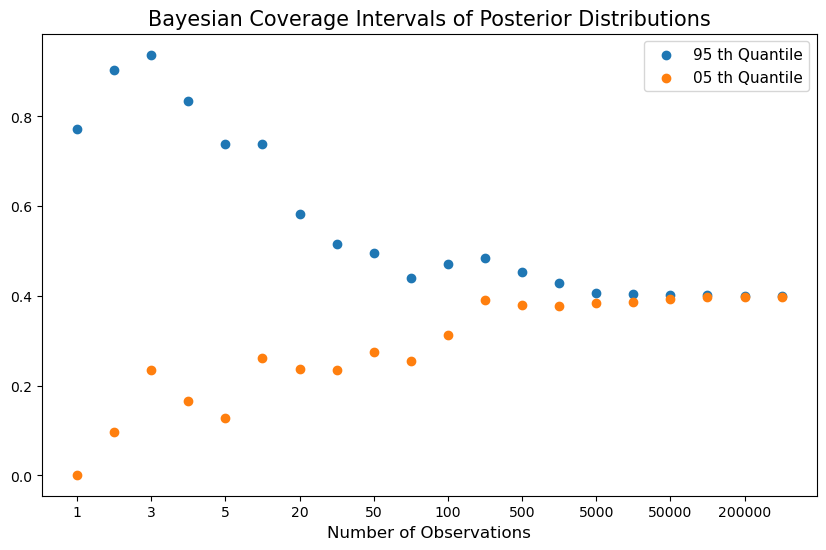 Bayesian Coverage Intervals of Posterior Distributions
95 th Quantile
05 th Quantile
0.8
0.6
0.4
0.2
0.0
1 3 5 20 50 100 500 5000 50000 200000
Number of Observations